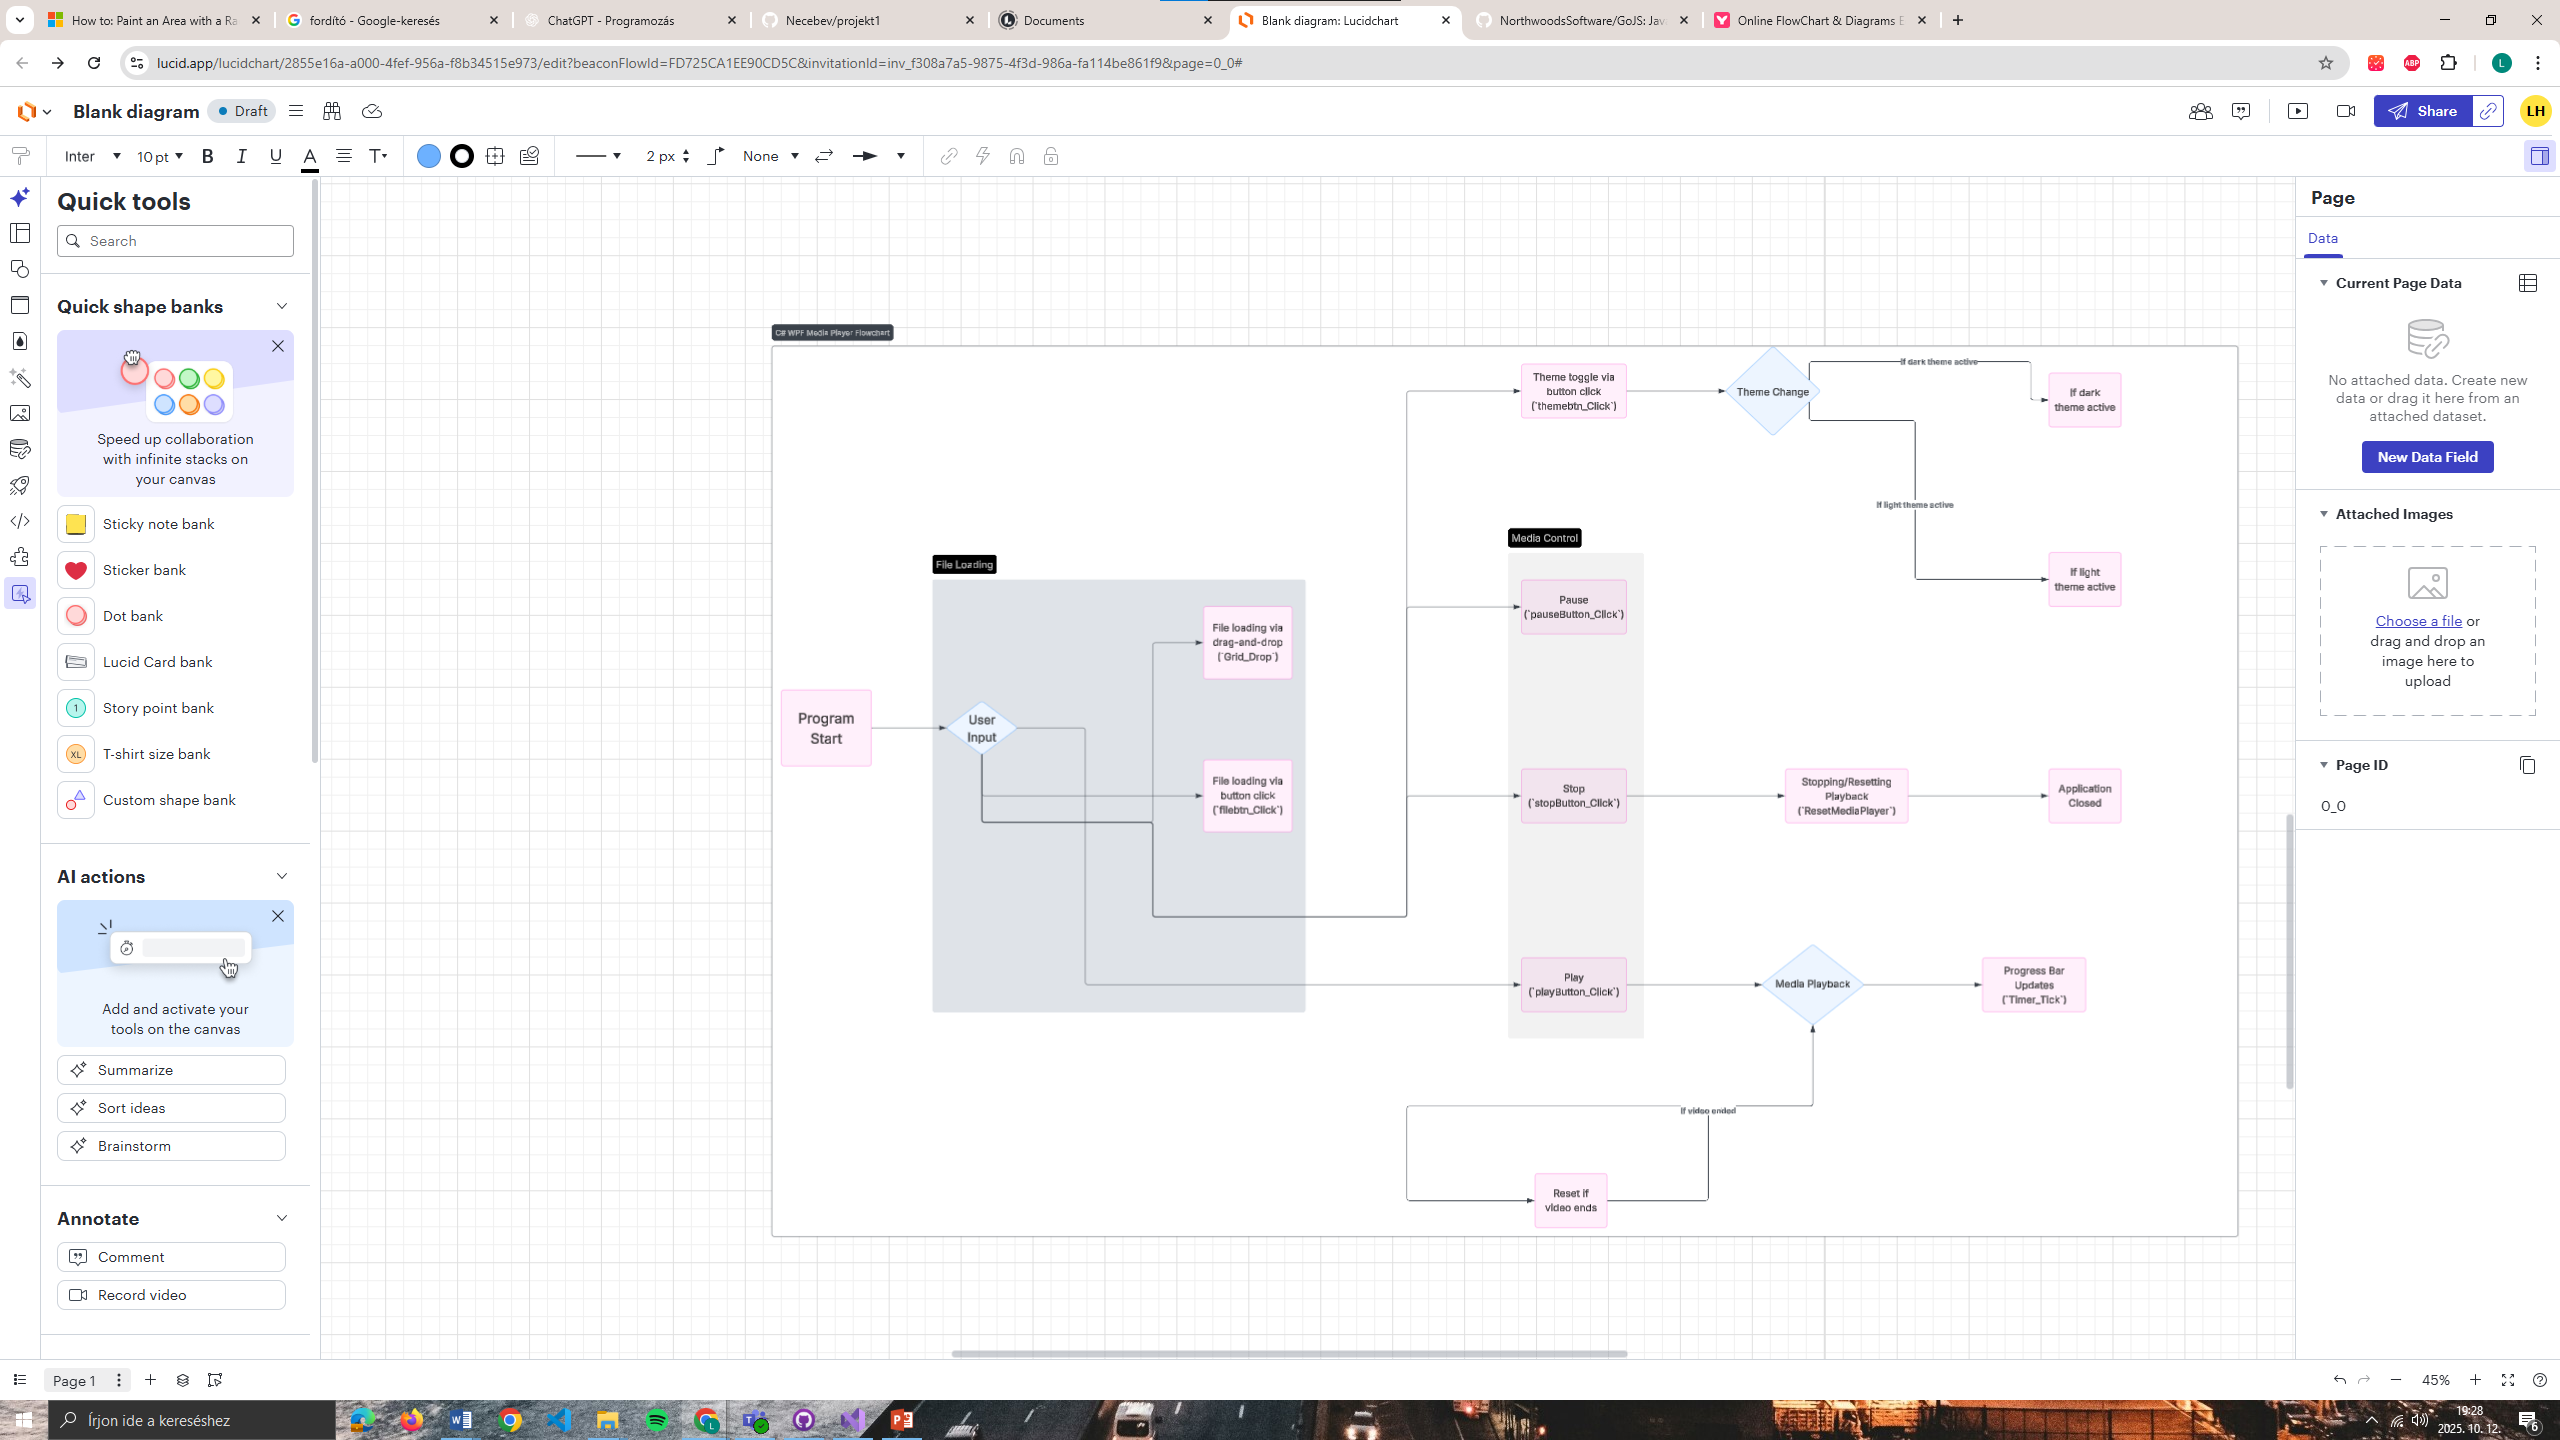 How to: Paint an Area with a Ra
fordító - Google-keresés
ChatGPT - Programozás
Necebev/projekt1
Documents
Blank diagram: Lucidchart
NorthwoodsSoftware/GoJS: Jav
Online FlowChart & Diagrams E
lucid.app/lucidchart/2855e16a-a000-4fef-956a-f8b34515e973/edit?beaconFlowId=FD725CA1EE90CD5C&invitationId=inv_f308a7a5-9875-4f3d-986a-fa114be861f9&page=0_0#
ABP
L
Blank diagram
Draft
Share
LH
Inter
10 pt
B
I
U
A
T
2 px
None
Quick tools
Search
Quick shape banks
Speed up collaboration
with infinite stacks on
your canvas
Sticky note bank
Sticker bank
Dot bank
Lucid Card bank
1
Story point bank
XL
T-shirt size bank
Custom shape bank
AI actions
Add and activate your
tools on the canvas
Summarize
Sort ideas
Brainstorm
Annotate
Comment
Record video
C# WPF Media Player Flowchart
Theme toggle via
button click
(`themebtn_Click`)
Theme Change
If dark theme active
If dark
theme active
If light theme active
If light
theme active
Media Control
File Loading
Pause
(`pauseButton_Click`)
File loading via
drag-and-drop
(`Grid_Drop`)
Program
Start
User
Input
File loading via
button click
(`filebtn_Click`)
Stop
(`stopButton_Click`)
Stopping/Resetting
Playback
(`ResetMediaPlayer`)
Application
Closed
Play
(`playButton_Click`)
Media Playback
Progress Bar
Updates
(`Timer_Tick`)
If video ended
Reset if
video ends
Page
Data
Current Page Data
No attached data. Create new
data or drag it here from an
attached dataset.
New Data Field
Attached Images
Choose a file or
drag and drop an
image here to
upload
Page ID
0_0
Page 1
45%
Írjon ide a kereséshez
19:28
2025. 10. 12.
6